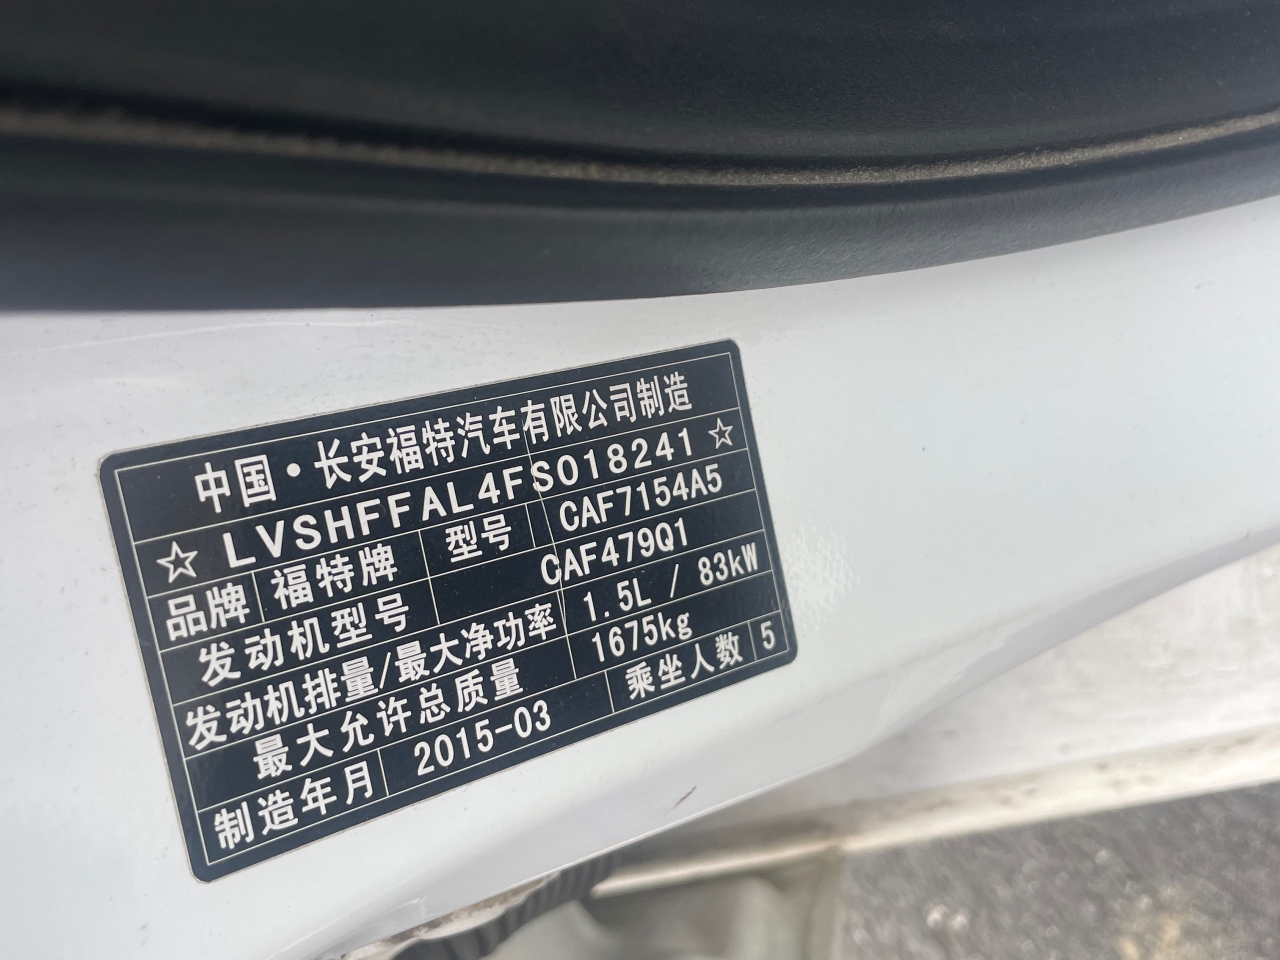 中国·长安福特汽车有限公司制造
☆LVSHFFAL4FS018241☆
品牌 福特牌 型号 CAF7154A5
发动机型号 CAF479Q1
发动机排量/最大净功率 1.5L / 83kW
最大允许总质量 1675kg
制造年月 2015-03 乘坐人数 5